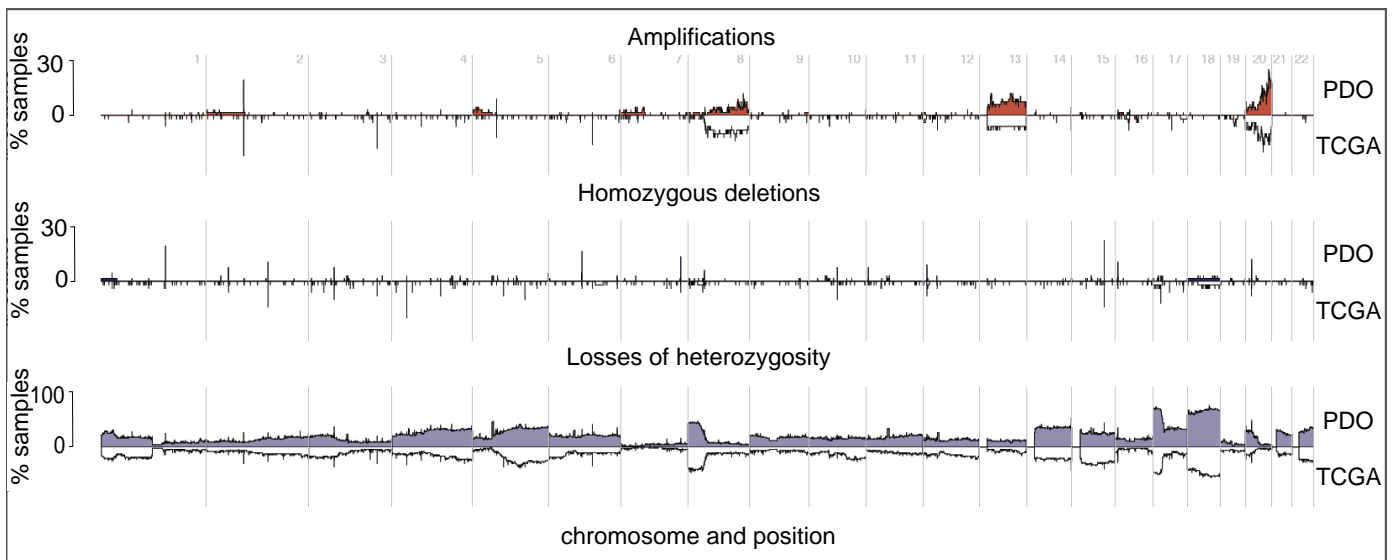 Amplifications
1 2 3 4 5 6 7 8 9 10 11 12 13 14 15 16 17 18 19 20 21 22
% samples
30
0
PDO
TCGA
Homozygous deletions
% samples
30
0
PDO
TCGA
Losses of heterozygosity
% samples
100
0
PDO
TCGA
chromosome and position